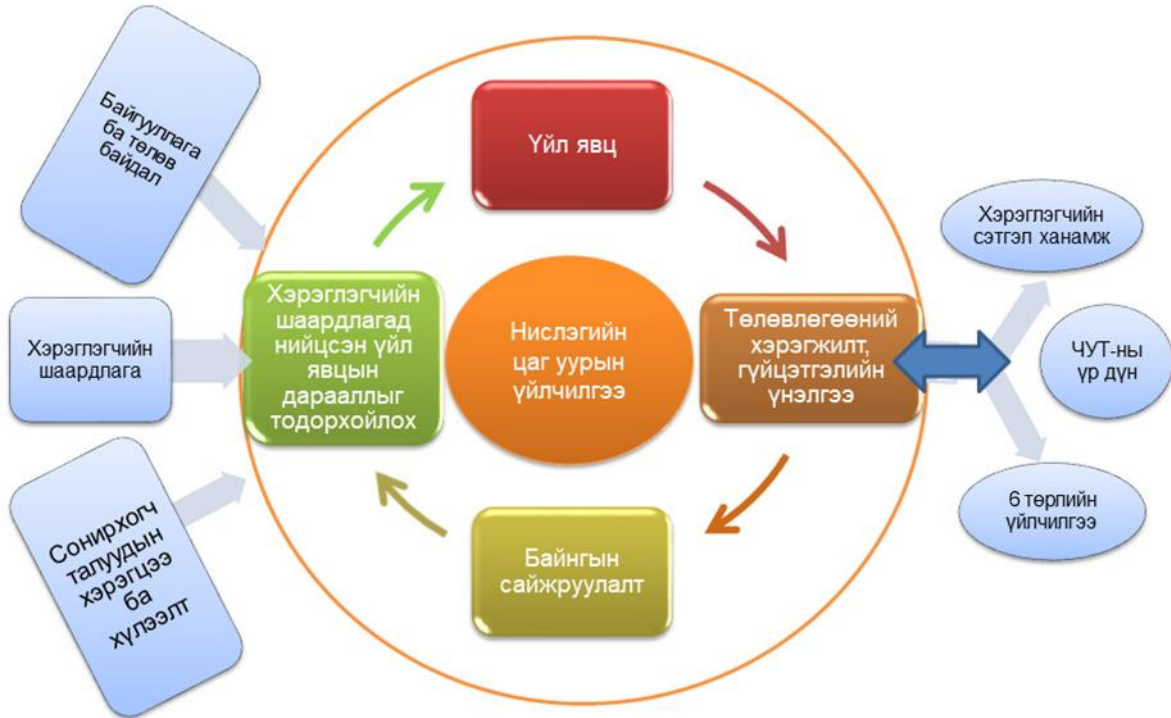 Байгууллага
ба төлөв
байдал
Хэрэглэгчийн
шаардлага
Сонирхогч
талуудын
хэрэгцээ
ба
хүлээлт
Үйл явц
Хэрэглэгчийн
шаардлагад
нийцсэн үйл
явцын
дарааллыг
тодорхойлох
Нислэгийн
цаг уурын
үйлчилгээ
Төлөвлөгөөний
хэрэгжилт,
гүйцэтгэлийн
үнэлгээ
Байнгын
сайжруулалт
Хэрэглэгчийн
сэтгэл ханамж
ЧУТ-ны
үр дүн
6 төрлийн
үйлчилгээ